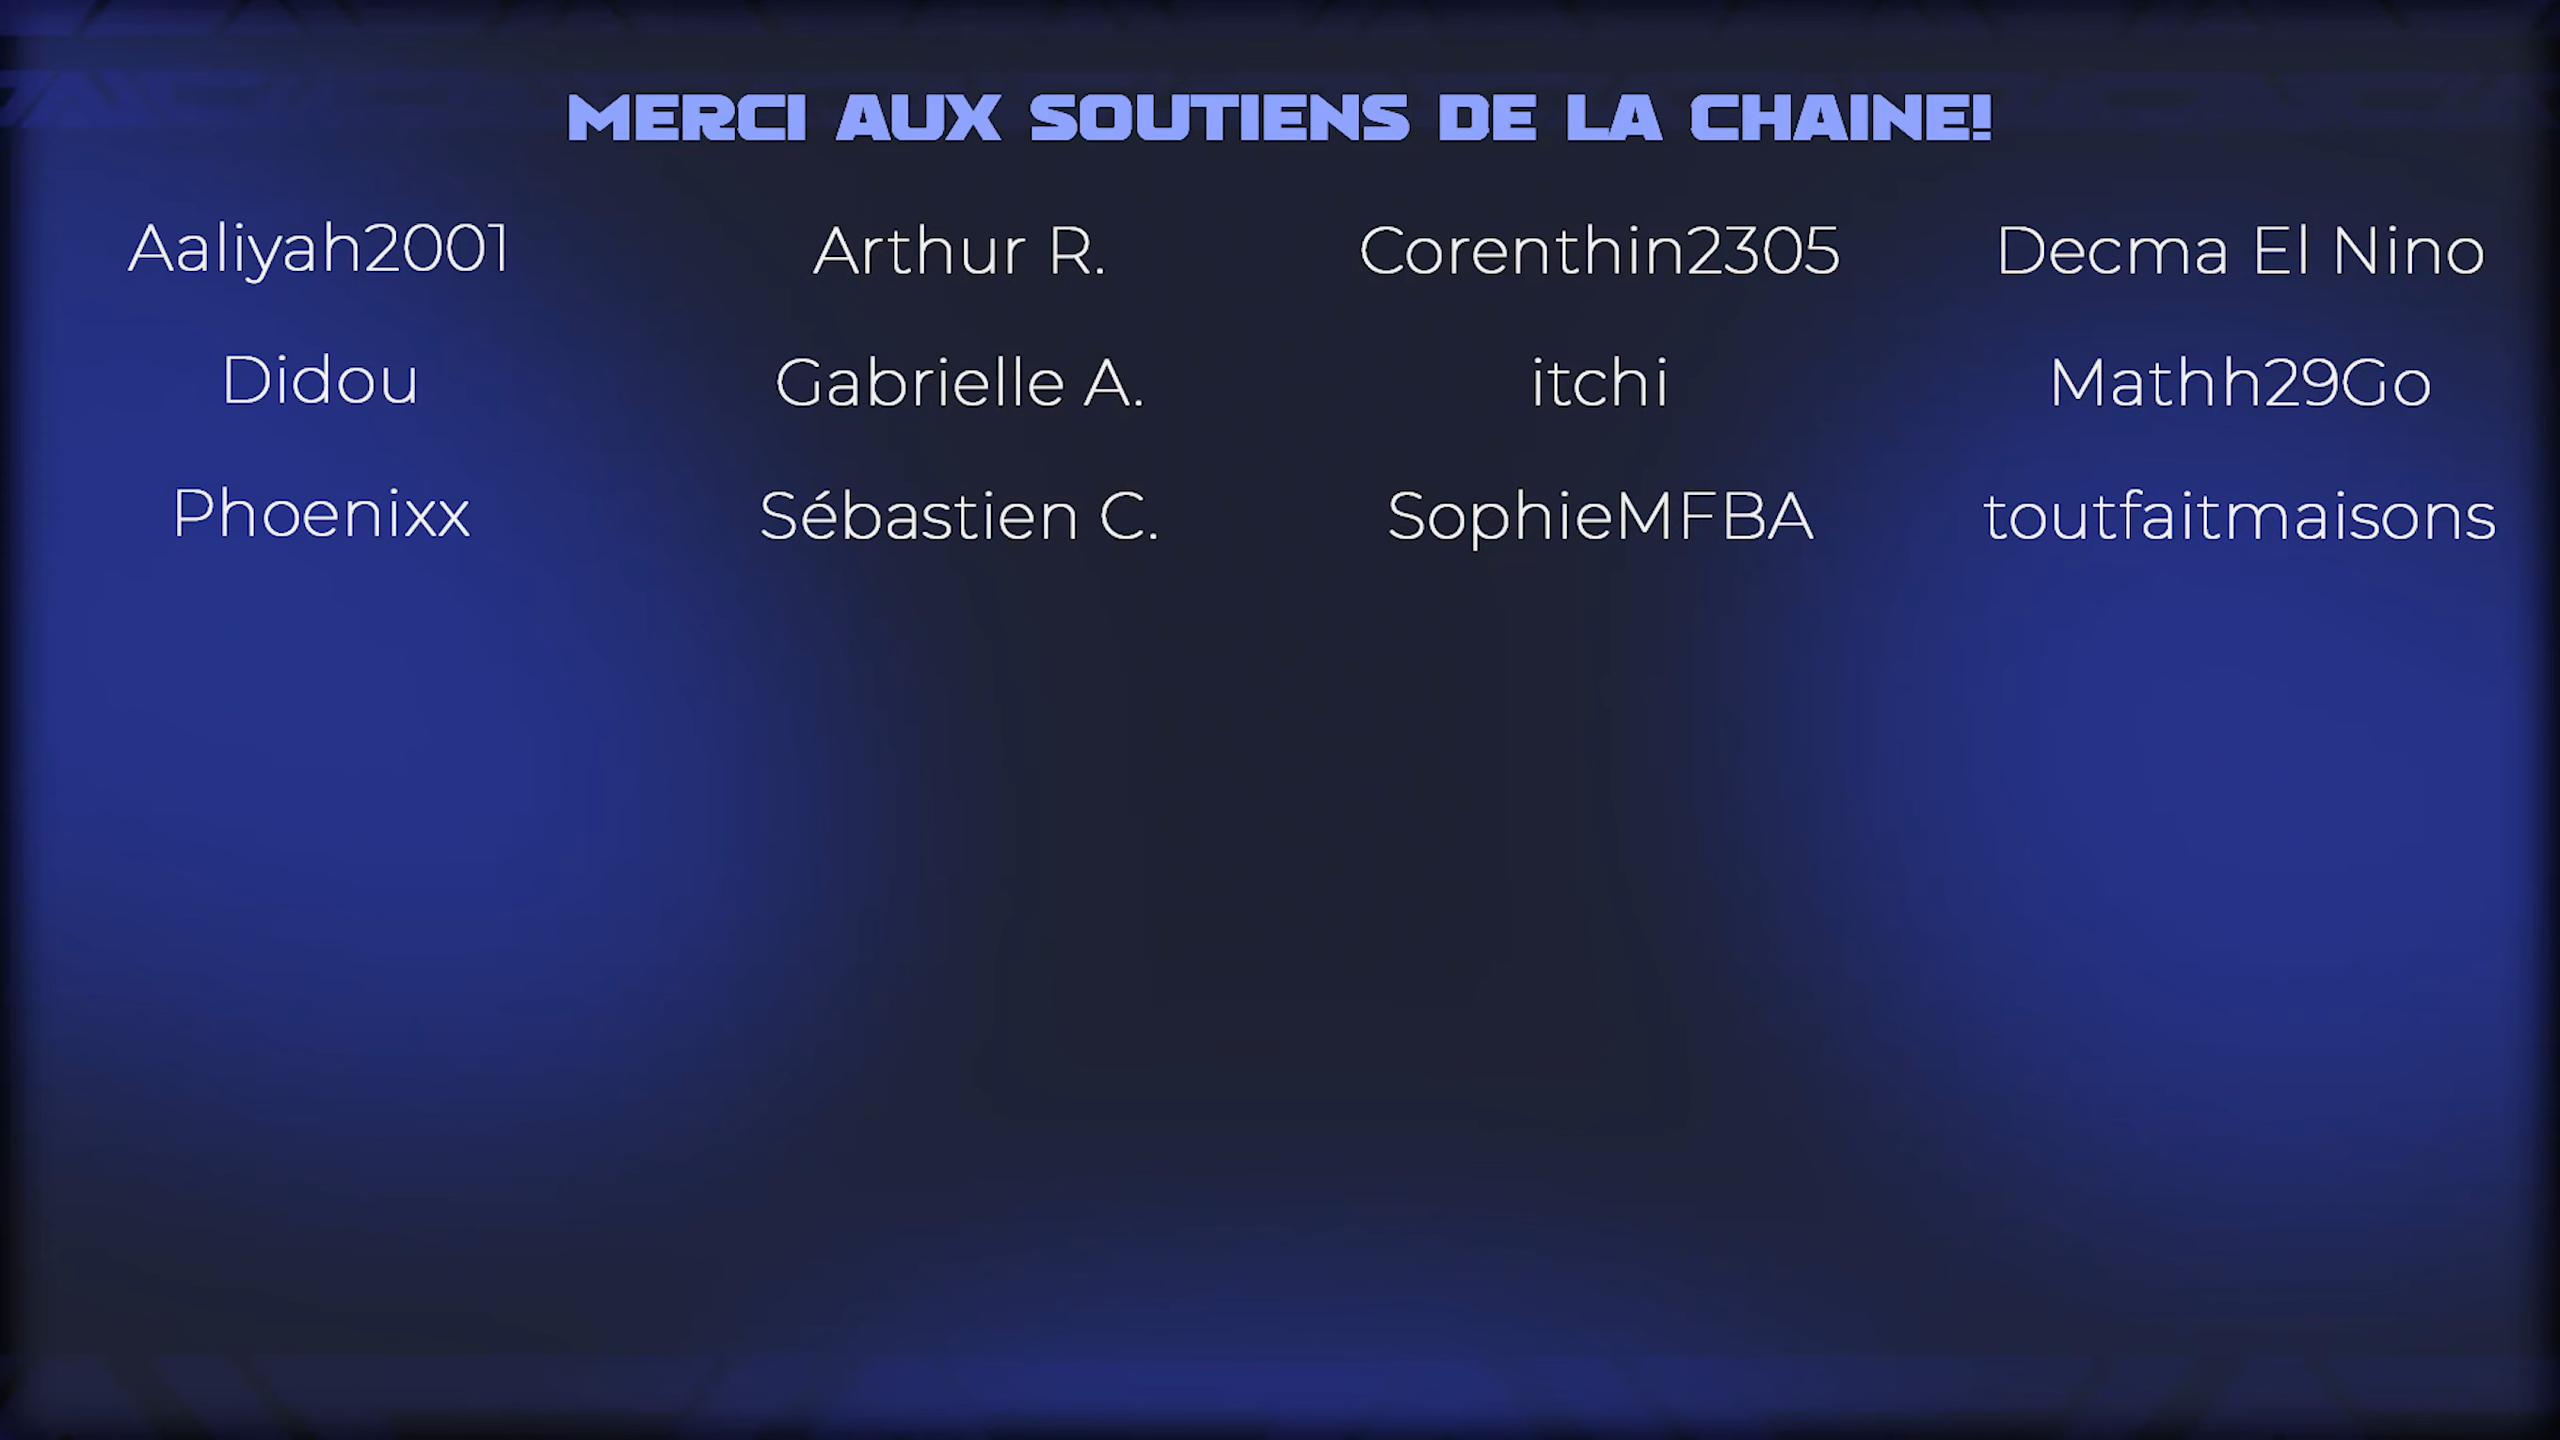 MERCI AUX SOUTIENS DE LA CHAINE!
Aaliyah2001 Arthur R. Corenthin2305 Decma El Nino
Didou Gabrielle A. itchi Mathh29Go
Phoenixx Sébastien C. SophieMFBA toutfaitmaisons